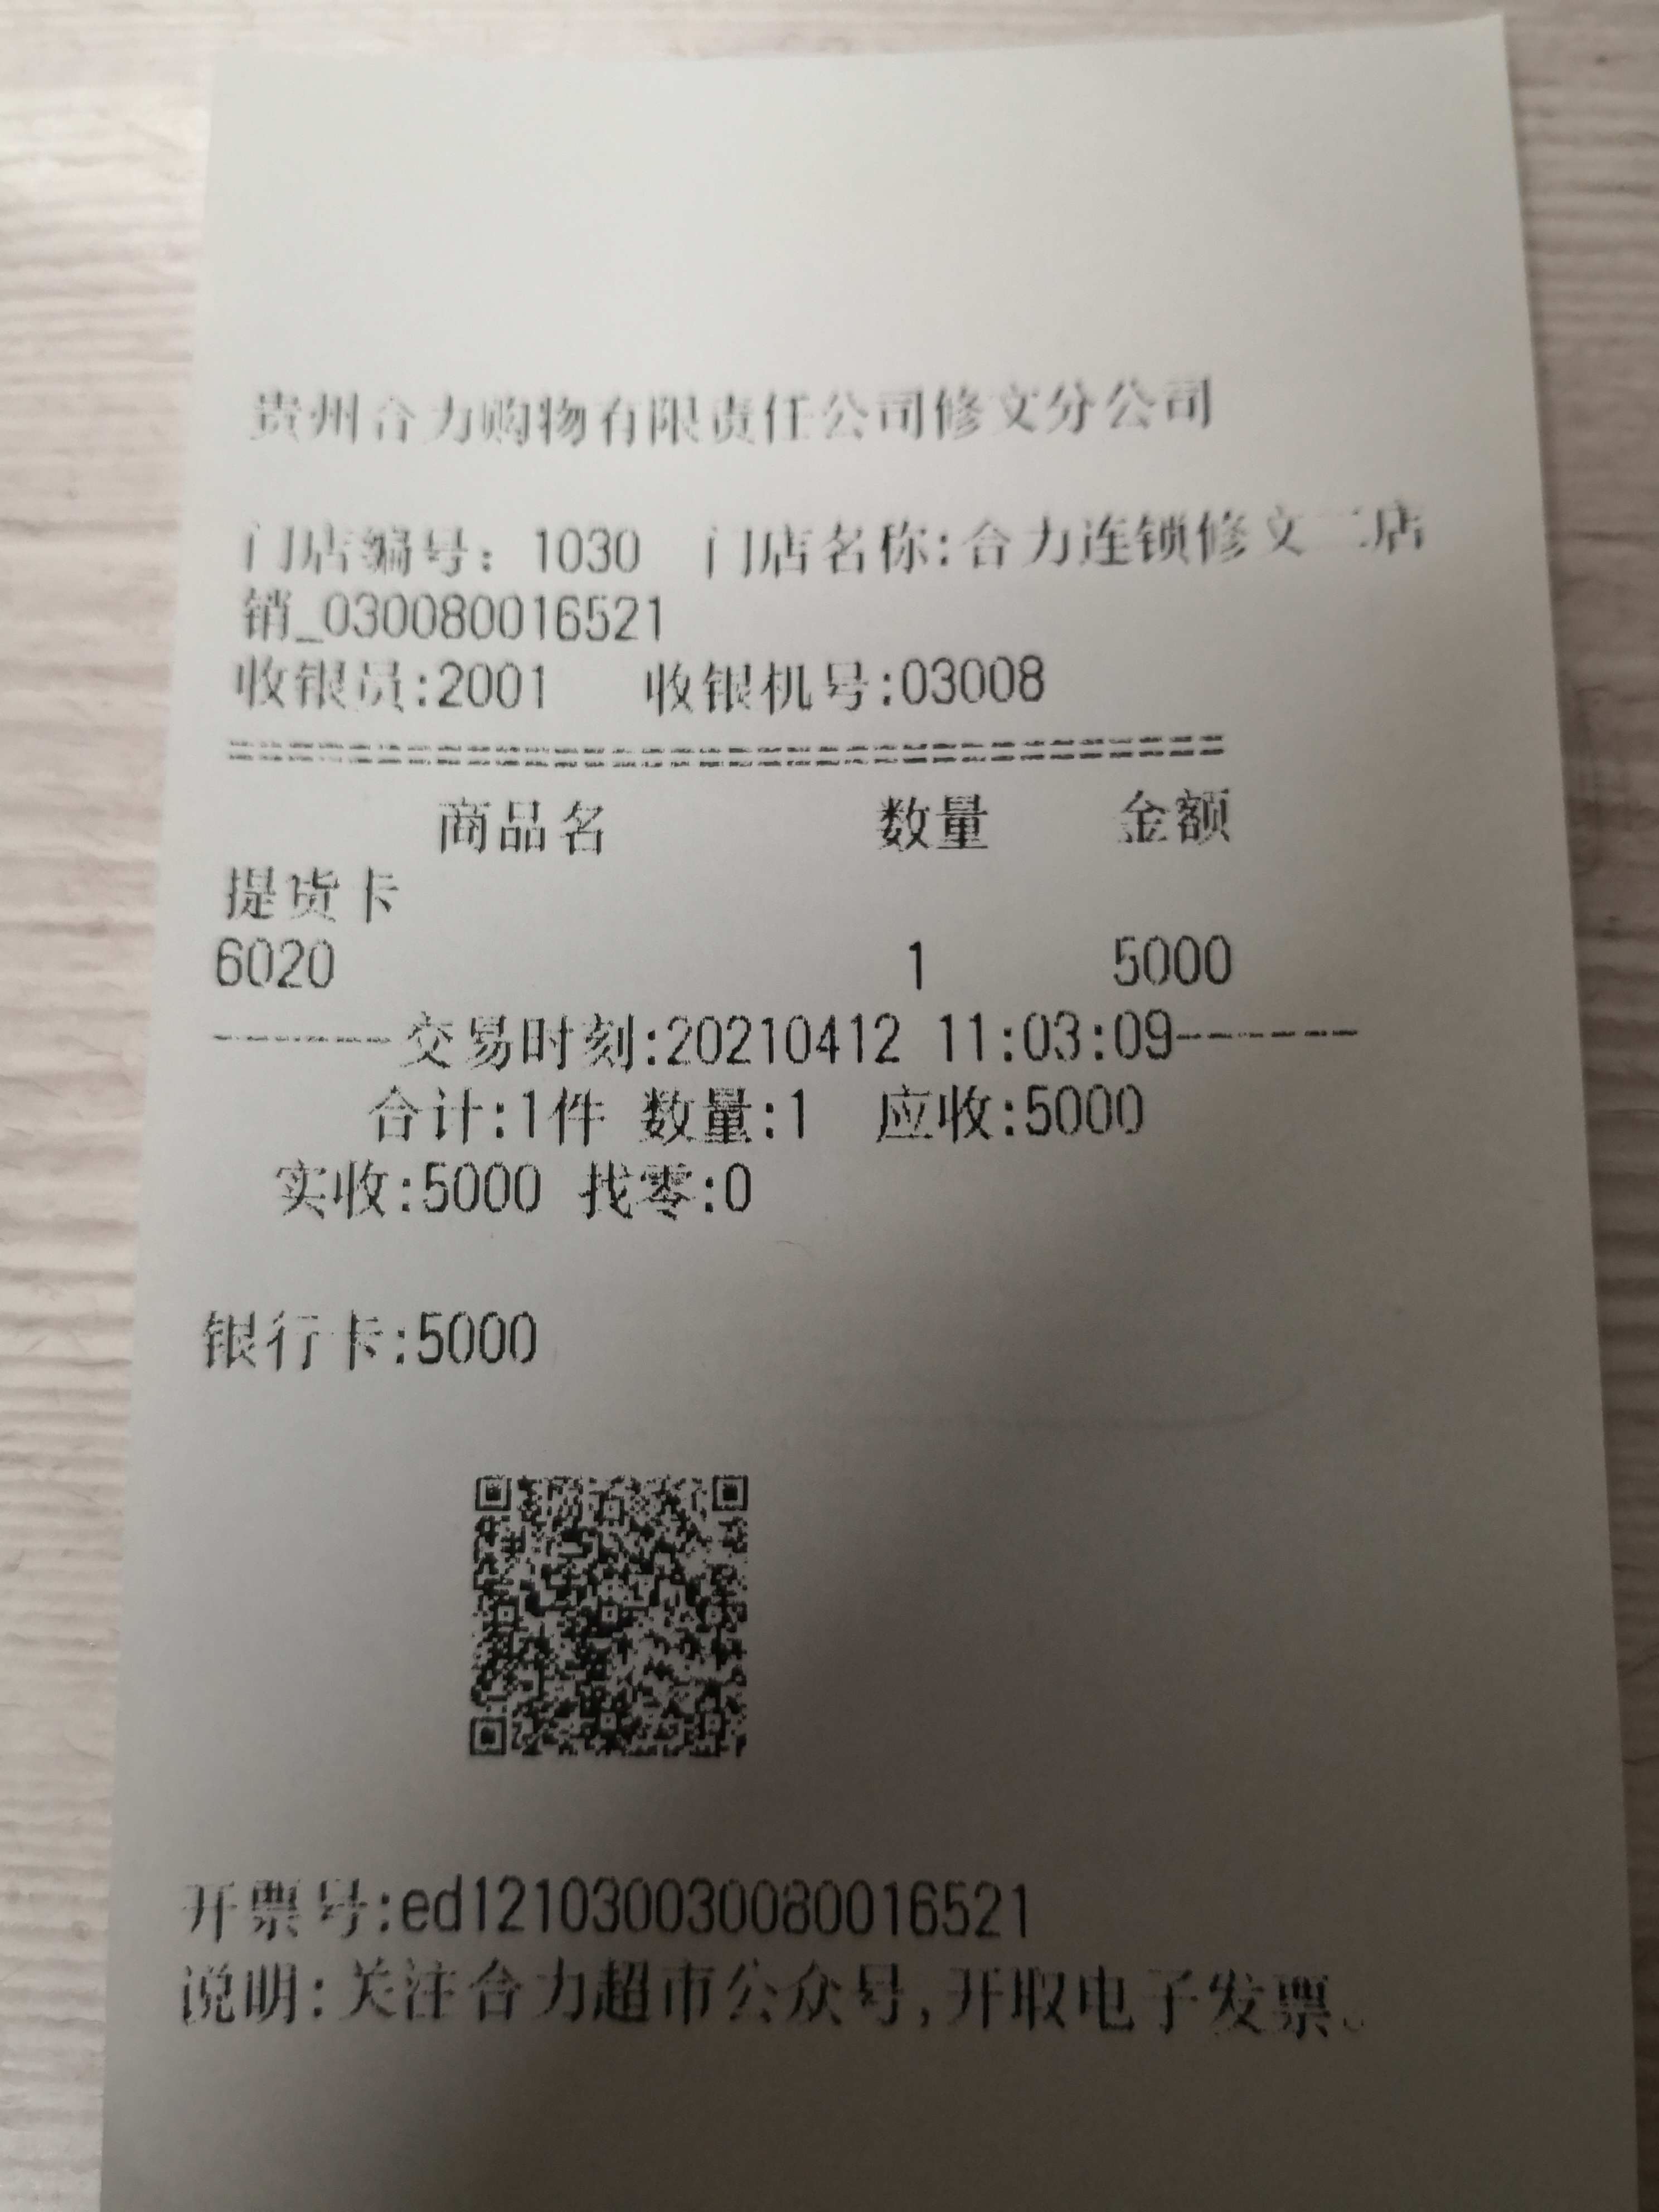 贵州合力购物有限责任公司修文分公司
门店编号：1030 门店名称:合力连锁修文二店
销_030080016521
收银员:2001 收银机号:03008
商品名 数量 金额
提货卡
6020 1 5000
------交易时刻:20210412 11:03:09------
合计:1件 数量:1 应收:5000
实收:5000 找零:0
银行卡:5000
开票号:ed121030030080016521
说明:关注合力超市公众号,开取电子发票。